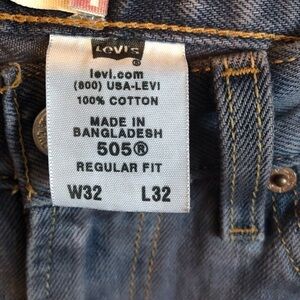 LEVI'S
levi.com
(800) USA-LEVI
100% COTTON
MADE IN
BANGLADESH
505®
REGULAR FIT
W32 L32